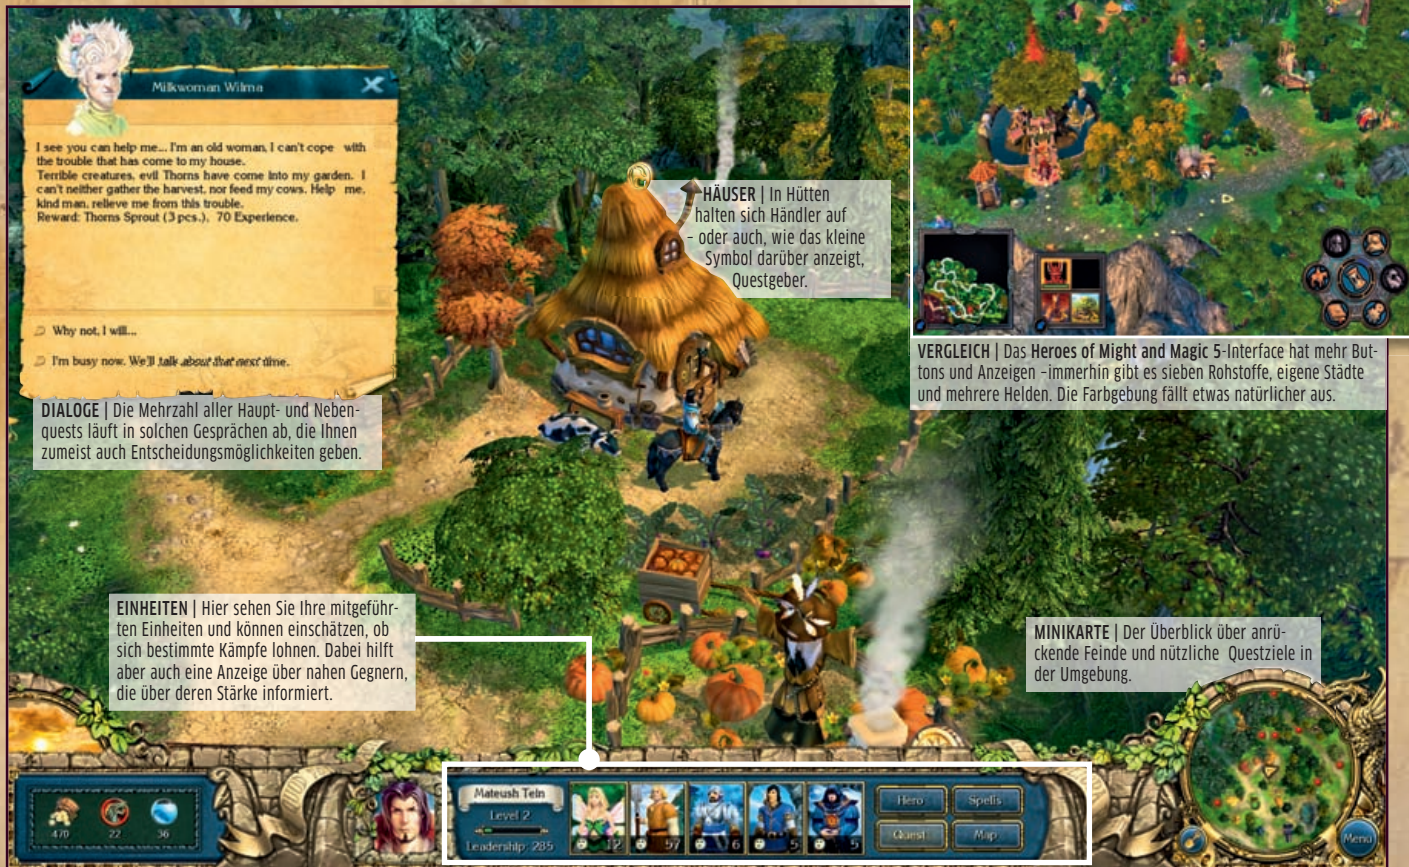 Milkwoman Wilma
I see you can help me... I'm an old woman, I can't cope with
the trouble that has come to my house.
Terrible creatures, evil Thorns have come into my garden. I
can't neither gather the harvest, nor feed my cows. Help me,
kind man, relieve me from this trouble.
Reward: Thorns Sprout (3 pcs.), 70 Experience.
Why not, I will...
I'm busy now. We'll talk about that next time.
DIALOGE | Die Mehrzahl aller Haupt- und Neben-
quests läuft in solchen Gesprächen ab, die Ihnen
zumeist auch Entscheidungsmöglichkeiten geben.
HÄUSER | In Hütten
halten sich Händler auf
– oder auch, wie das kleine
Symbol darüber anzeigt,
Questgeber.
VERGLEICH | Das Heroes of Might and Magic 5-Interface hat mehr But-
tons und Anzeigen –immerhin gibt es sieben Rohstoffe, eigene Städte
und mehrere Helden. Die Farbgebung fällt etwas natürlicher aus.
EINHEITEN | Hier sehen Sie Ihre mitgeführ-
ten Einheiten und können einschätzen, ob
sich bestimmte Kämpfe lohnen. Dabei hilft
aber auch eine Anzeige über nahen Gegnern,
die über deren Stärke informiert.
MINIKARTE | Der Überblick über anrü-
ckende Feinde und nützliche Questziele in
der Umgebung.
470 22 36
Mateush Tein
Level 2
Leadership: 285
12 57 6 5 5
Hero Spells
Quest Map
Menu